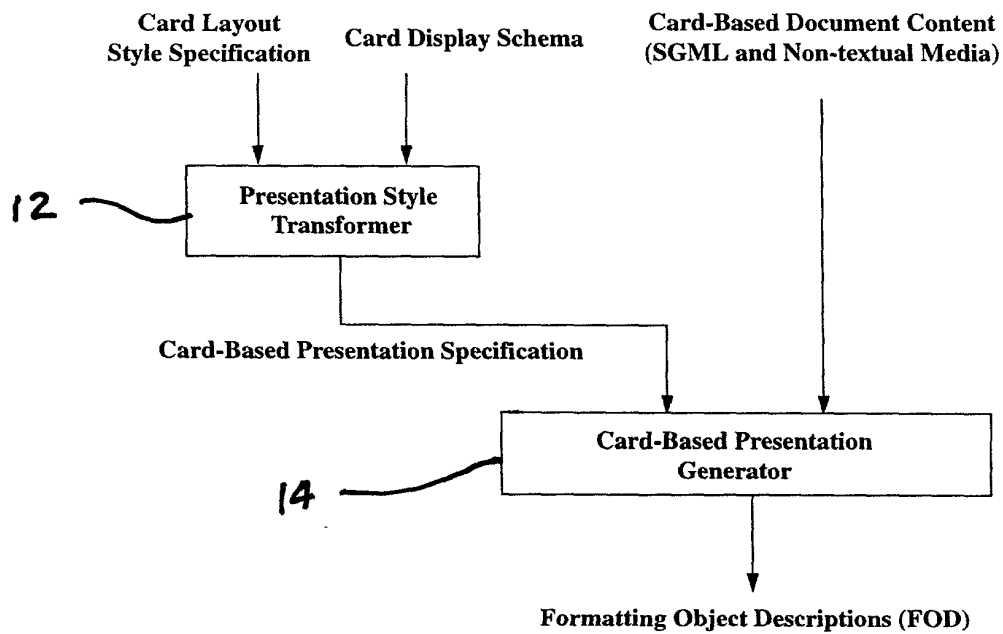 Card Layout
Style Specification
Card Display Schema
Card-Based Document Content
(SGML and Non-textual Media)
12
Presentation Style
Transformer
Card-Based Presentation Specification
14
Card-Based Presentation
Generator
Formatting Object Descriptions (FOD)